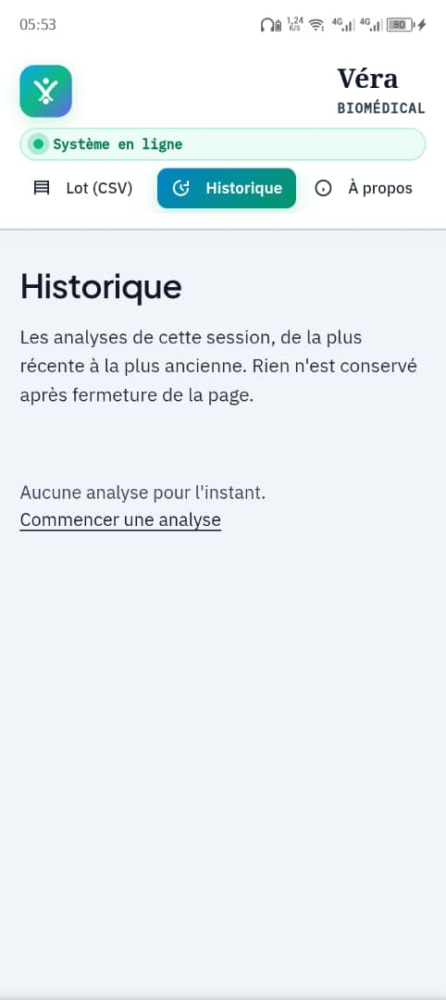 05:53
1,24
K/S
4G
4G
80
Véra
BIOMÉDICAL
Système en ligne
Lot (CSV)
Historique
À propos
Historique
Les analyses de cette session, de la plus
récente à la plus ancienne. Rien n'est conservé
après fermeture de la page.
Aucune analyse pour l'instant.
Commencer une analyse